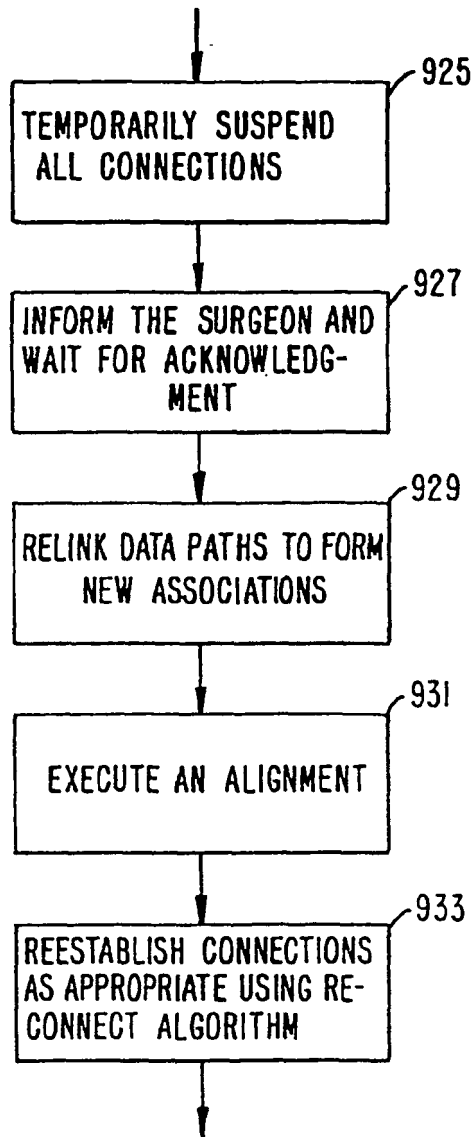 925
TEMPORARILY SUSPEND
ALL CONNECTIONS
927
INFORM THE SURGEON AND
WAIT FOR ACKNOWLEDG-
MENT
929
RELINK DATA PATHS TO FORM
NEW ASSOCIATIONS
931
EXECUTE AN ALIGNMENT
933
REESTABLISH CONNECTIONS
AS APPROPRIATE USING RE-
CONNECT ALGORITHM